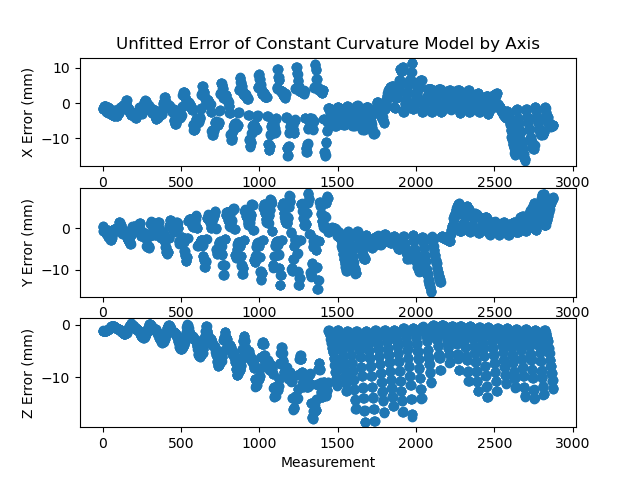 Unfitted Error of Constant Curvature Model by Axis
10
0
−10
X Error (mm)
0 500 1000 1500 2000 2500 3000
0
−10
Y Error (mm)
0 500 1000 1500 2000 2500 3000
0
−10
Z Error (mm)
0 500 1000 1500 2000 2500 3000
Measurement